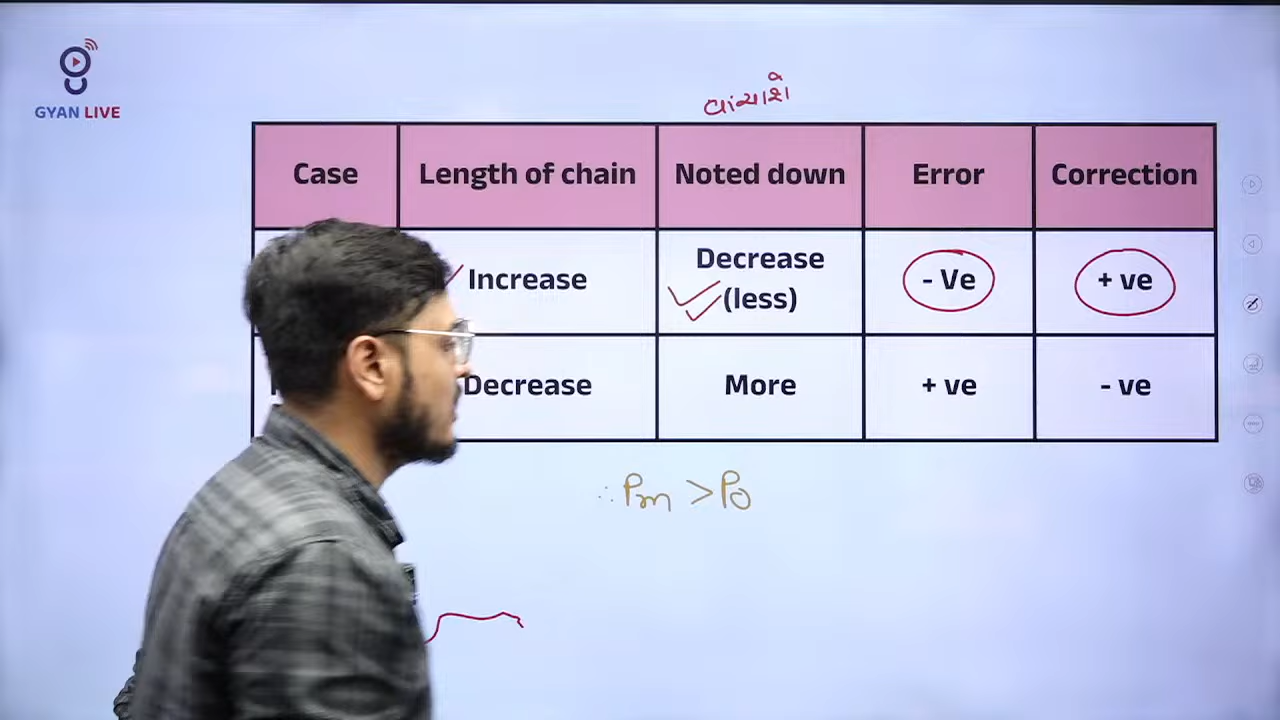 GYAN LIVE
વાંચાશે
Case
Length of chain
Noted down
Error
Correction
Increase
Decrease
(less)
- Ve
+ ve
Decrease
More
+ ve
- ve
∴ Pm > Po